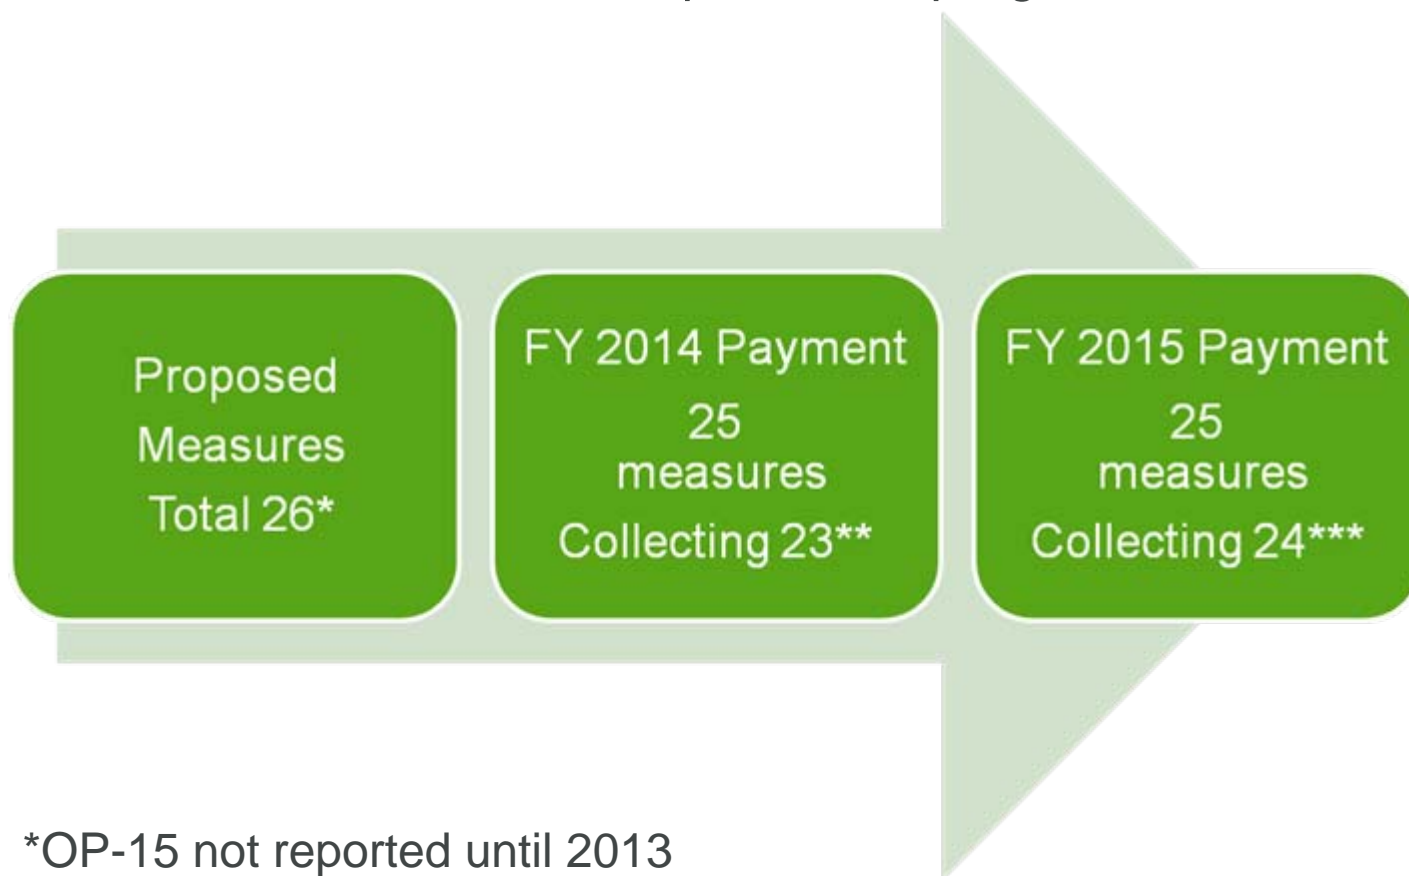 Proposed
Measures
Total 26*
FY 2014 Payment
25
measures
Collecting 23**
FY 2015 Payment
25
measures
Collecting 24***
*OP-15 not reported until 2013